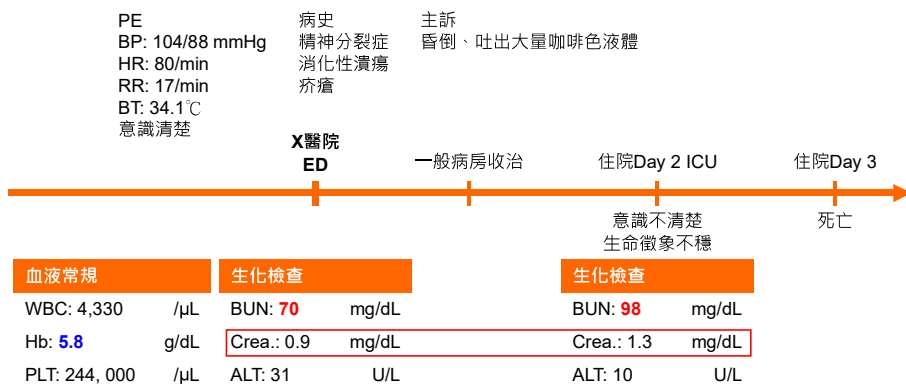 PE
BP: 104/88 mmHg
HR: 80/min
RR: 17/min
BT: 34.1℃
意識清楚
病史
精神分裂症
消化性潰瘍
疥瘡
主訴
昏倒、吐出大量咖啡色液體
X醫院
ED
一般病房收治
住院Day 2 ICU
住院Day 3
意識不清楚
生命徵象不穩
死亡
血液常規
WBC: 4,330 /μL
Hb: 5.8 g/dL
PLT: 244, 000 /μL
生化檢查
BUN: 70 mg/dL
Crea.: 0.9 mg/dL
ALT: 31 U/L
生化檢查
BUN: 98 mg/dL
Crea.: 1.3 mg/dL
ALT: 10 U/L